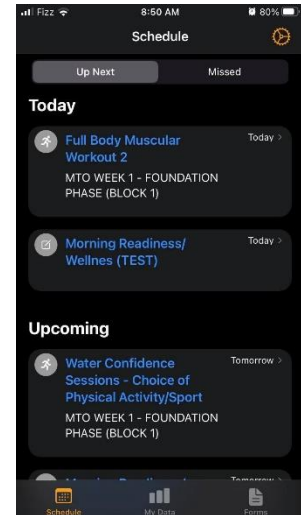 Fizz
8:50 AM
80%
Schedule
Up Next
Missed
Today
Full Body Muscular
Today
Workout 2
MTO WEEK 1 - FOUNDATION
PHASE (BLOCK 1)
Morning Readiness/
Today
Wellnes (TEST)
Upcoming
Water Confidence
Tomorrow
Sessions - Choice of
Physical Activity/Sport
MTO WEEK 1 - FOUNDATION
PHASE (BLOCK 1)
Schedule
My Data
Forms